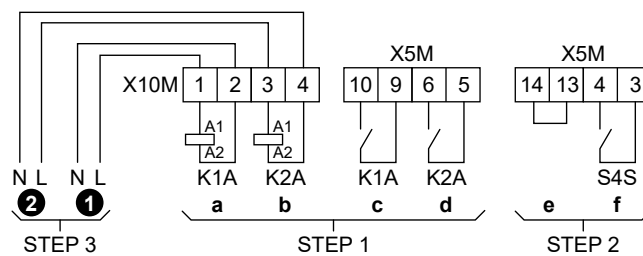 X5M X5M
X10M 1 2 3 4 10 9 6 5 14 13 4 3
A1 A1
A2 A2
N L N L K1A K2A K1A K2A S4S
2 1 a b c d e f
STEP 3 STEP 1 STEP 2